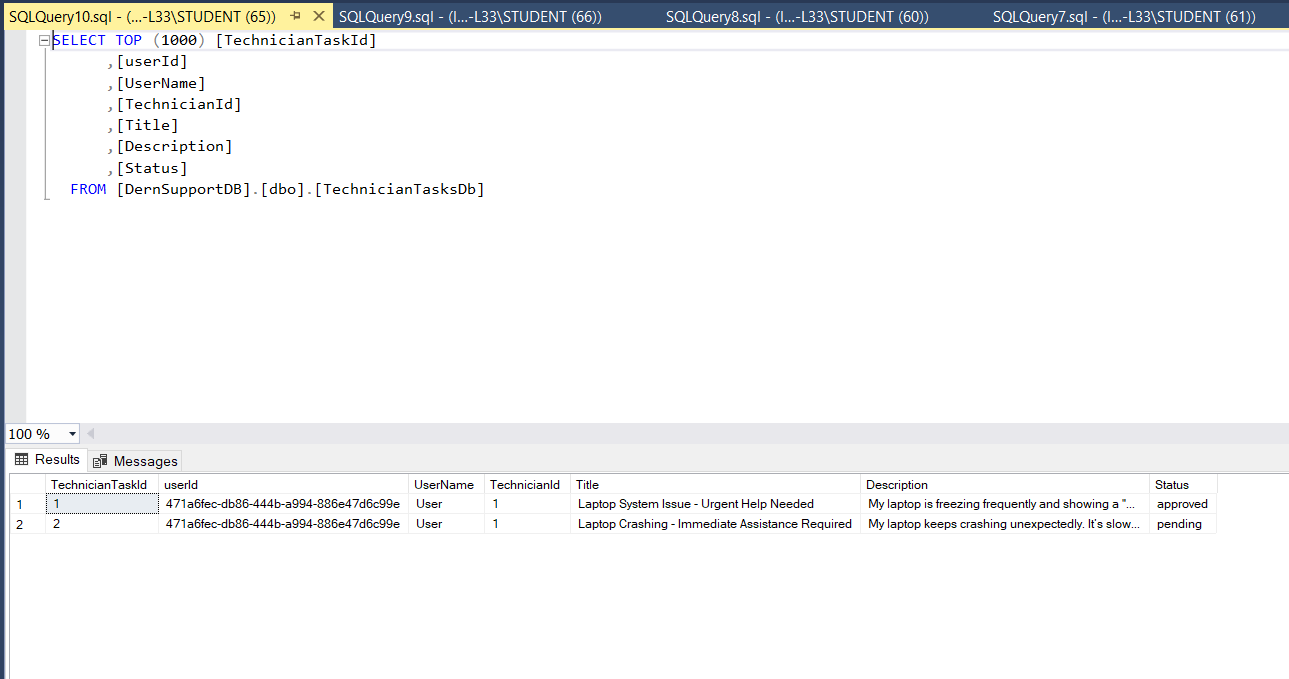 SQLQuery10.sql - (...-L33\STUDENT (65)) SQLQuery9.sql - (l...-L33\STUDENT (66)) SQLQuery8.sql - (l...-L33\STUDENT (60)) SQLQuery7.sql - (l...-L33\STUDENT (61))
SELECT TOP (1000) [TechnicianTaskId]
,[userId]
,[UserName]
,[TechnicianId]
,[Title]
,[Description]
,[Status]
FROM [DernSupportDB].[dbo].[TechnicianTasksDb]
100 %
Results Messages
TechnicianTaskId userId UserName TechnicianId Title Description Status
1 1 471a6fec-db86-444b-a994-886e47d6c99e User 1 Laptop System Issue - Urgent Help Needed My laptop is freezing frequently and showing a "... approved
2 2 471a6fec-db86-444b-a994-886e47d6c99e User 1 Laptop Crashing - Immediate Assistance Required My laptop keeps crashing unexpectedly. It's slow... pending